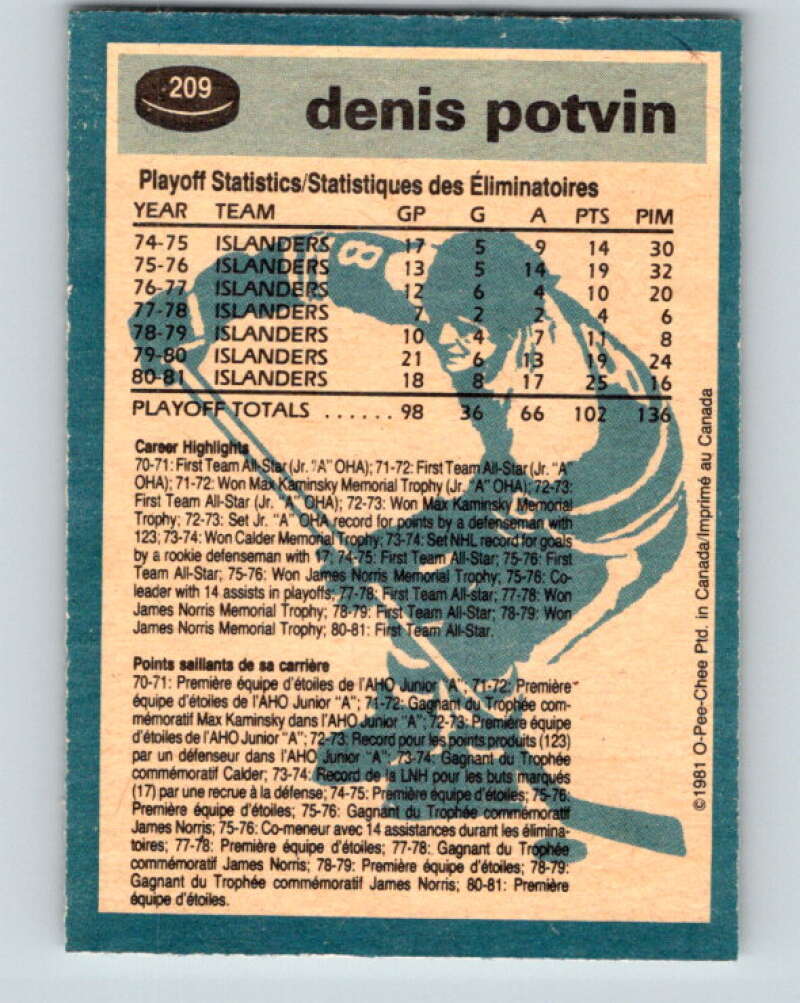 209
denis potvin
Playoff Statistics/Statistiques des Éliminatoires
YEAR TEAM GP G A PTS PIM
74-75 ISLANDERS 17 5 9 14 30
75-76 ISLANDERS 13 5 14 19 32
76-77 ISLANDERS 12 6 4 10 20
77-78 ISLANDERS 7 2 2 4 6
78-79 ISLANDERS 10 4 7 11 8
79-80 ISLANDERS 21 6 13 19 24
80-81 ISLANDERS 18 8 17 25 16
PLAYOFF TOTALS ...... 98 36 66 102 136
Career Highlights
70-71: First Team All-Star (Jr. "A" OHA); 71-72: First Team All-Star (Jr. "A"
OHA); 71-72: Won Max Kaminsky Memorial Trophy (Jr. "A" OHA); 72-73:
First Team All-Star (Jr. "A" OHA); 72-73: Won Max Kaminsky Memorial
Trophy; 72-73: Set Jr. "A" OHA record for points by a defenseman with
123; 73-74: Won Calder Memorial Trophy; 73-74: Set NHL record for goals
by a rookie defenseman with 17; 74-75: First Team All-Star; 75-76: First
Team All-Star; 75-76: Won James Norris Memorial Trophy; 75-76: Co-
leader with 14 assists in playoffs; 77-78: First Team All-Star; 77-78: Won
James Norris Memorial Trophy; 78-79: First Team All-Star; 78-79: Won
James Norris Memorial Trophy; 80-81: First Team All-Star.
Points saillants de sa carrière
70-71: Première équipe d'étoiles de l'AHO Junior "A"; 71-72: Première
équipe d'étoiles de l'AHO Junior "A"; 71-72: Gagnant du Trophée com-
mémoratif Max Kaminsky dans l'AHO Junior "A"; 72-73: Première équipe
d'étoiles de l'AHO Junior "A"; 72-73: Record pour les points produits (123)
par un défenseur dans l'AHO Junior "A"; 73-74: Gagnant du Trophée
commémoratif Calder; 73-74: Record de la LNH pour les buts marqués
(17) par une recrue à la défense; 74-75: Première équipe d'étoiles; 75-76:
Première équipe d'étoiles; 75-76: Gagnant du Trophée commémoratif
James Norris; 75-76: Co-meneur avec 14 assistances durant les élimina-
toires; 77-78: Première équipe d'étoiles; 77-78: Gagnant du Trophée
commémoratif James Norris; 78-79: Première équipe d'étoiles; 78-79:
Gagnant du Trophée commémoratif James Norris; 80-81: Première
équipe d'étoiles.
©1981 O-Pee-Chee Ptd. in Canada/Imprimé au Canada